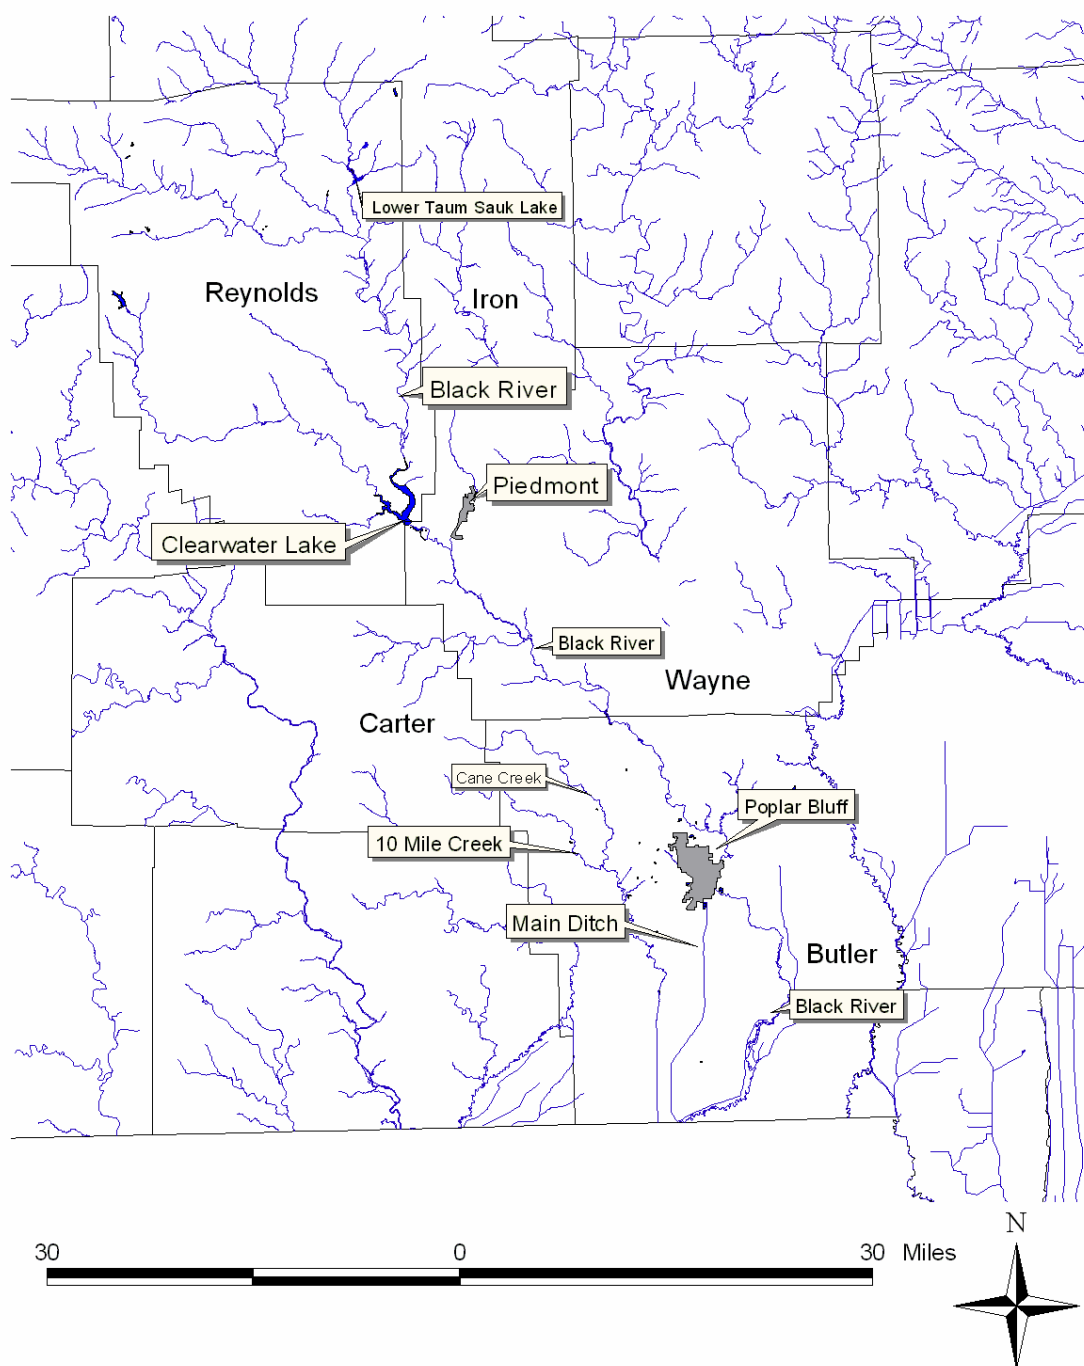 Lower Taum Sauk Lake
Reynolds
Iron
Black River
Piedmont
Clearwater Lake
Black River
Wayne
Carter
Cane Creek
Poplar Bluff
10 Mile Creek
Main Ditch
Butler
Black River
N
30 0 30 Miles